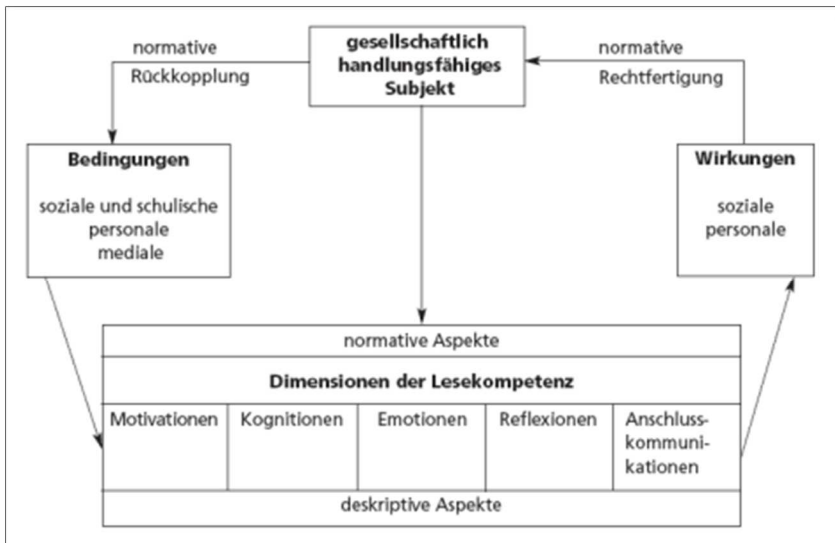 normative
Rückkopplung
gesellschaftlich
handlungsfähiges
Subjekt
normative
Rechtfertigung
Bedingungen
soziale und schulische
personale
mediale
Wirkungen
soziale
personale
normative Aspekte
Dimensionen der Lesekompetenz
Motivationen
Kognitionen
Emotionen
Reflexionen
Anschluss-
kommuni-
kationen
deskriptive Aspekte